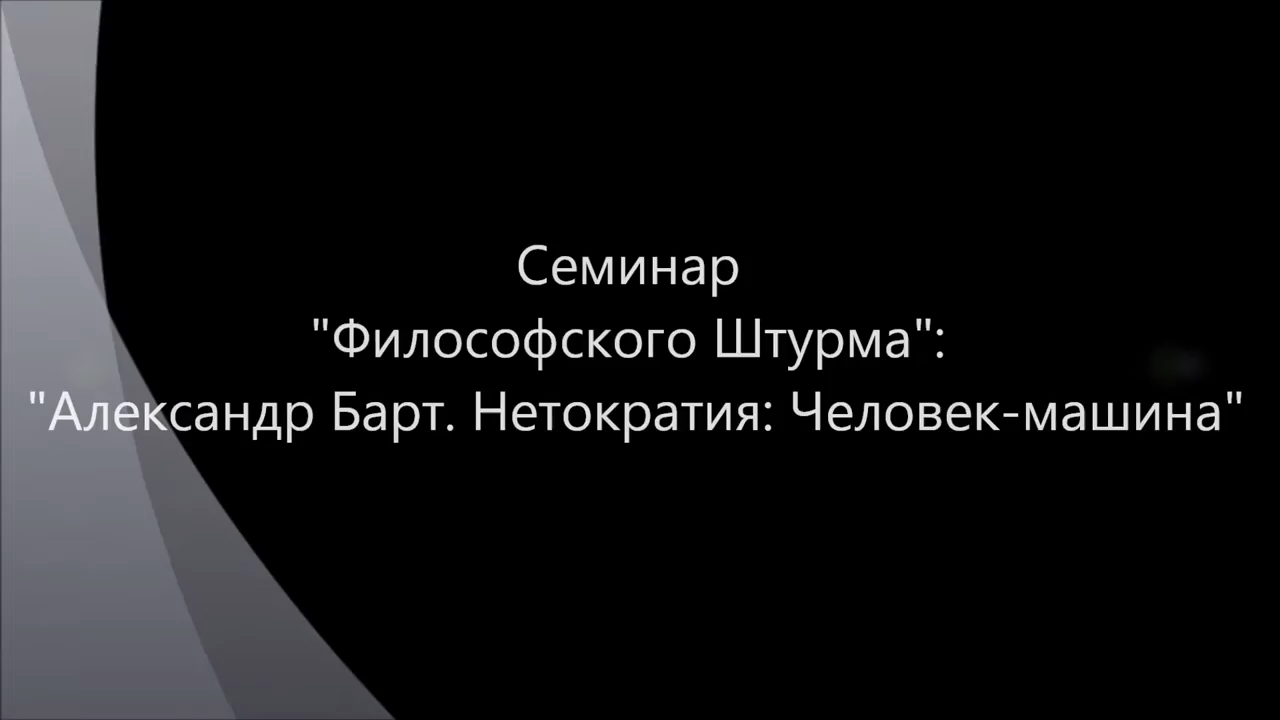 Семинар
"Философского Штурма":
"Александр Барт. Нетократия: Человек-машина"